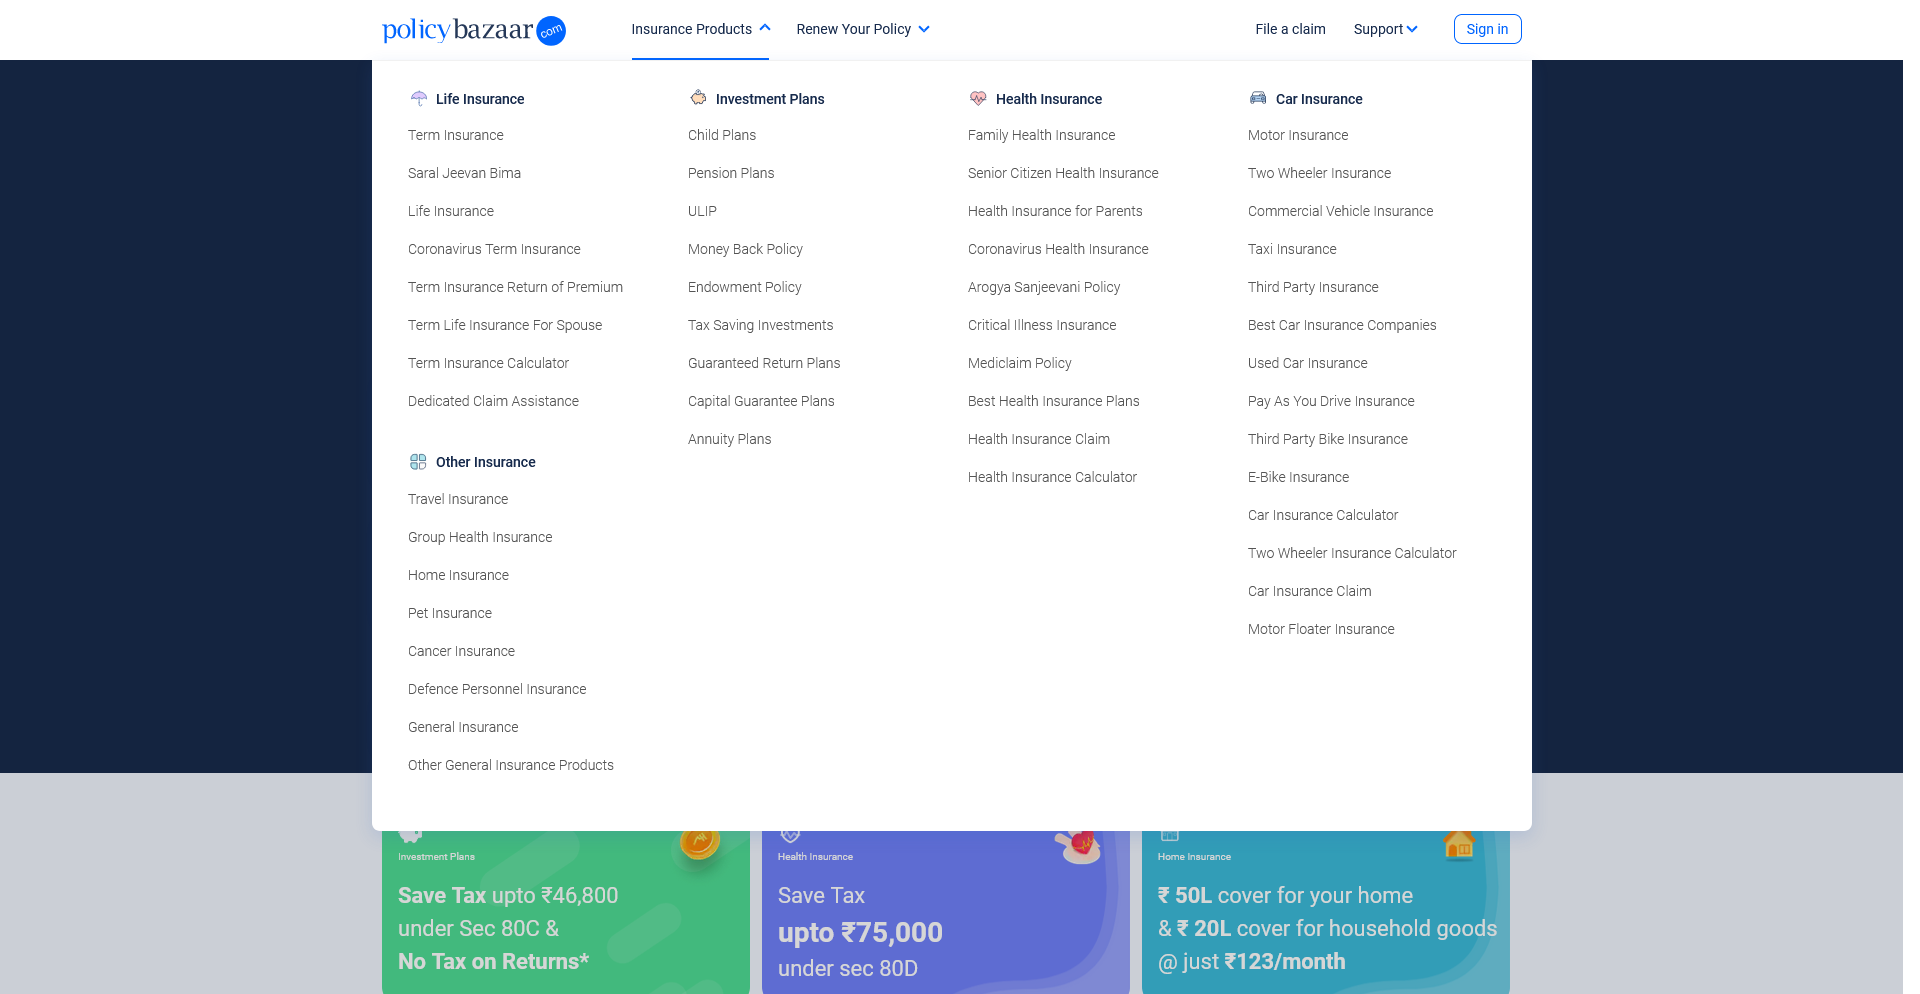 policybazaar com
Insurance Products
Renew Your Policy
File a claim
Support
Sign in
Life Insurance
Term Insurance
Saral Jeevan Bima
Life Insurance
Coronavirus Term Insurance
Term Insurance Return of Premium
Term Life Insurance For Spouse
Term Insurance Calculator
Dedicated Claim Assistance
Other Insurance
Travel Insurance
Group Health Insurance
Home Insurance
Pet Insurance
Cancer Insurance
Defence Personnel Insurance
General Insurance
Other General Insurance Products
Investment Plans
Child Plans
Pension Plans
ULIP
Money Back Policy
Endowment Policy
Tax Saving Investments
Guaranteed Return Plans
Capital Guarantee Plans
Annuity Plans
Health Insurance
Family Health Insurance
Senior Citizen Health Insurance
Health Insurance for Parents
Coronavirus Health Insurance
Arogya Sanjeevani Policy
Critical Illness Insurance
Mediclaim Policy
Best Health Insurance Plans
Health Insurance Claim
Health Insurance Calculator
Car Insurance
Motor Insurance
Two Wheeler Insurance
Commercial Vehicle Insurance
Taxi Insurance
Third Party Insurance
Best Car Insurance Companies
Used Car Insurance
Pay As You Drive Insurance
Third Party Bike Insurance
E-Bike Insurance
Car Insurance Calculator
Two Wheeler Insurance Calculator
Car Insurance Claim
Motor Floater Insurance
Investment Plans
Save Tax upto ₹46,800
under Sec 80C &
No Tax on Returns*
Health Insurance
Save Tax
upto ₹75,000
under sec 80D
Home Insurance
₹ 50L cover for your home
& ₹ 20L cover for household goods
@ just ₹123/month